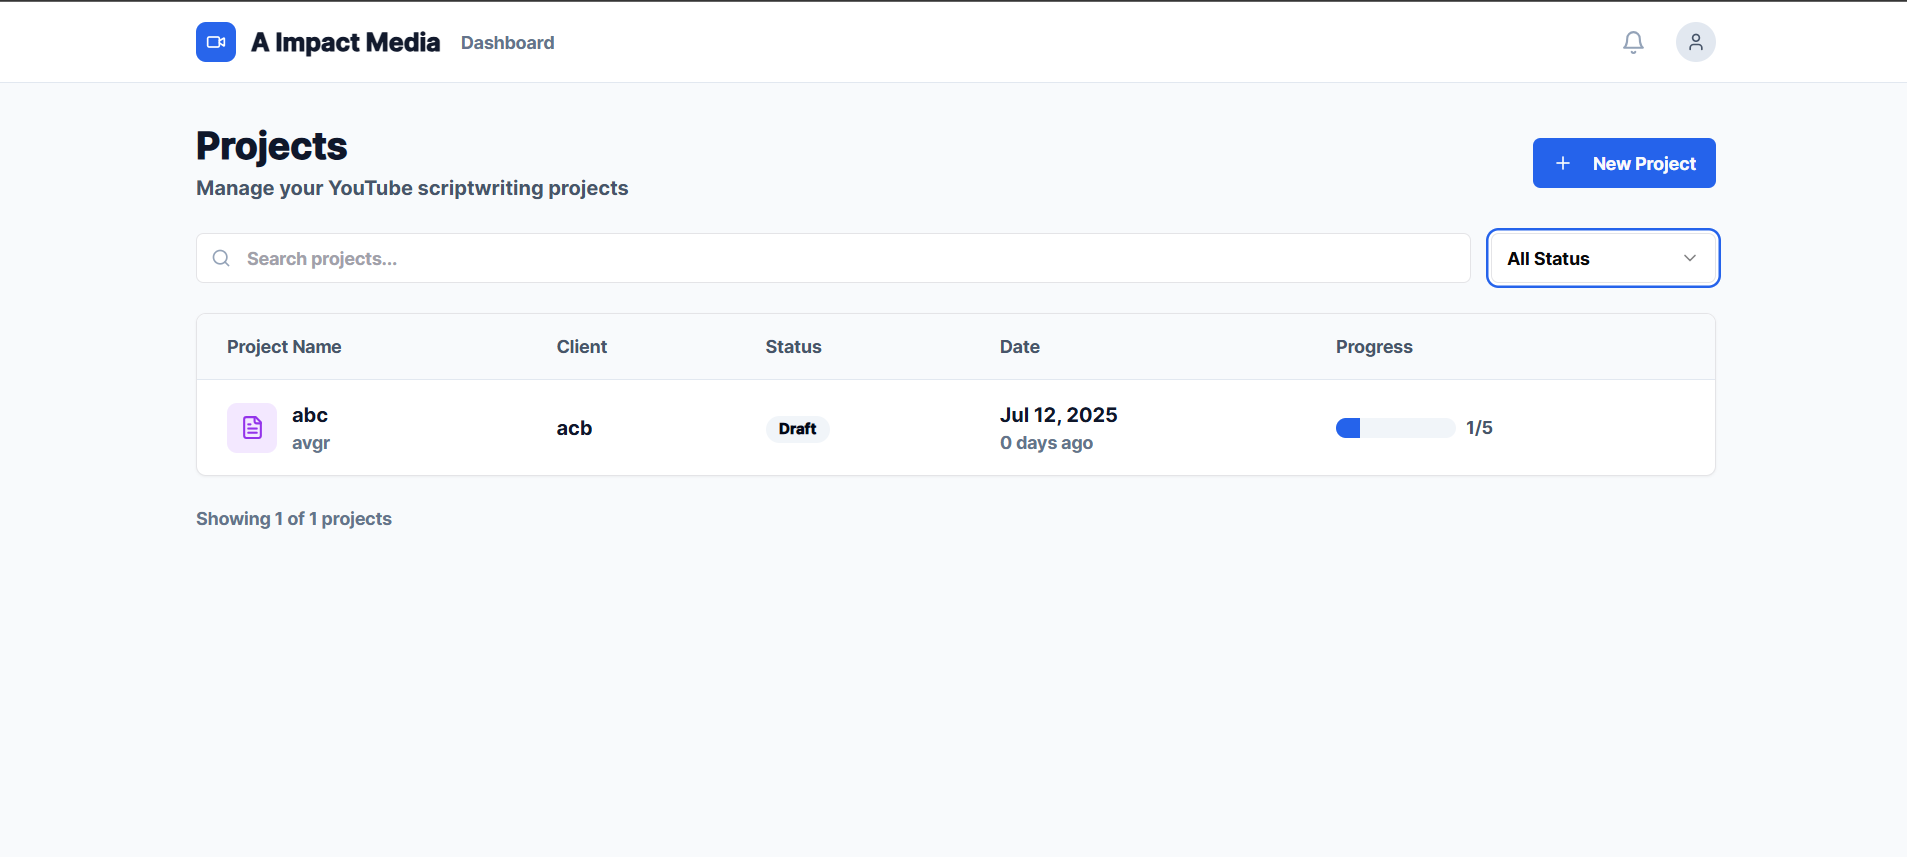 A Impact Media Dashboard
Projects
Manage your YouTube scriptwriting projects
+ New Project
Search projects...
All Status
Project Name Client Status Date Progress
abc
avgr
acb
Draft
Jul 12, 2025
0 days ago
1/5
Showing 1 of 1 projects